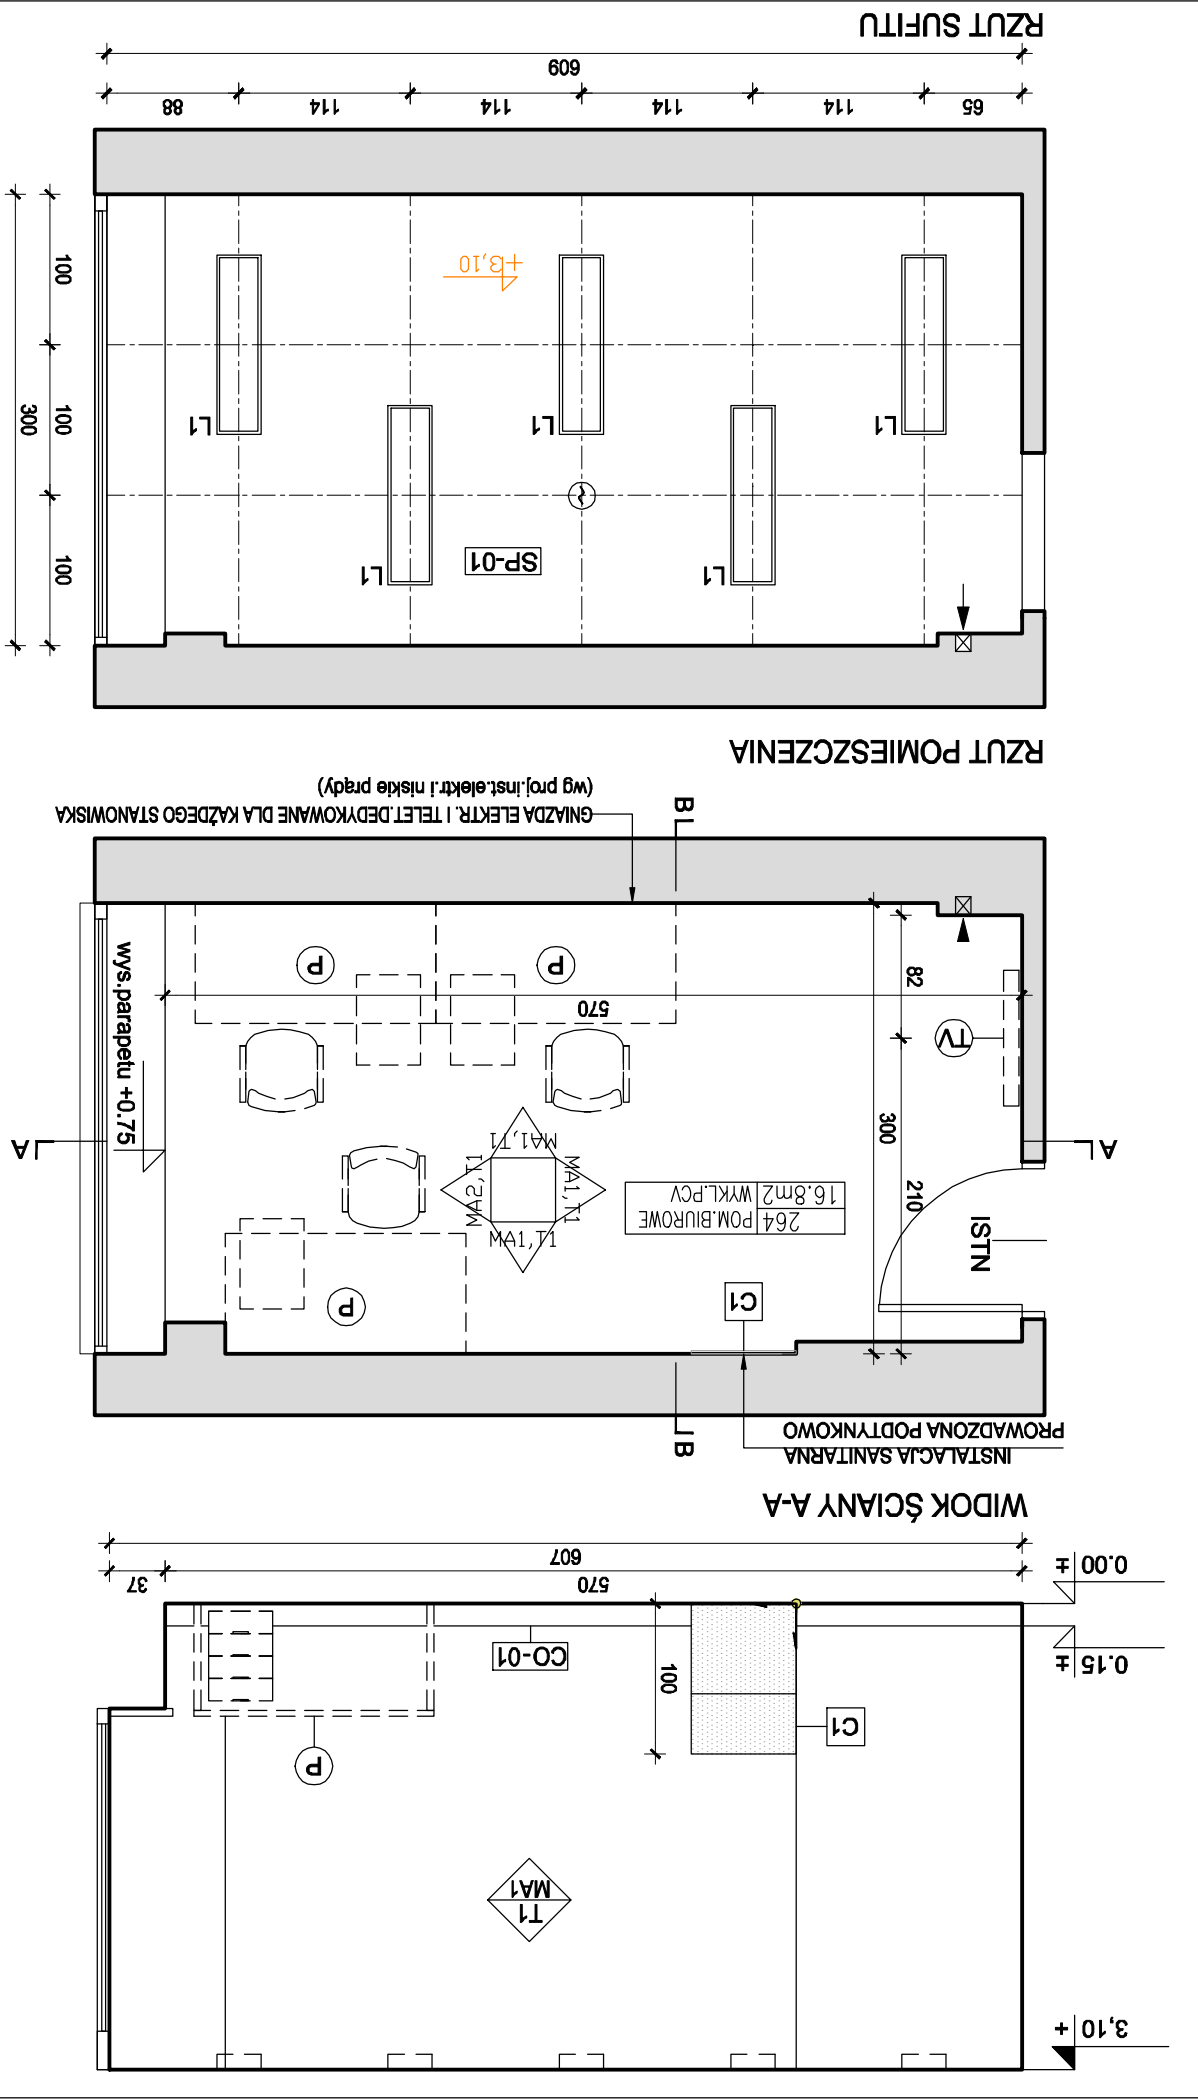 3,10 +
T1
MA1
P
C1
100
CO-01
0.15 ±
0.00 ±
570
37
607
WIDOK ŚCIANY A-A
INSTALACJA SANITARNA
PROWADZONA PODTYNKOWO
B
B
C1
P
ISTN
210
300
82
264 POM.BIUROWE
16.8m2 WYKŁ.PCV
MA1,T1
MA1,T1
MA2,T1
MA1,T1
A
A
wys.parapetu +0.75
TV
570
P
P
GNIAZDA ELEKTR. I TELET.DEDYKOWANE DLA KAŻDEGO STANOWISKA
(wg proj.inst.elektr.i niskie prądy)
RZUT POMIESZCZENIA
SP-01
L1
L1
L1
L1
L1
+3,10
100
100
100
300
65
114
114
114
114
88
609
RZUT SUFITU